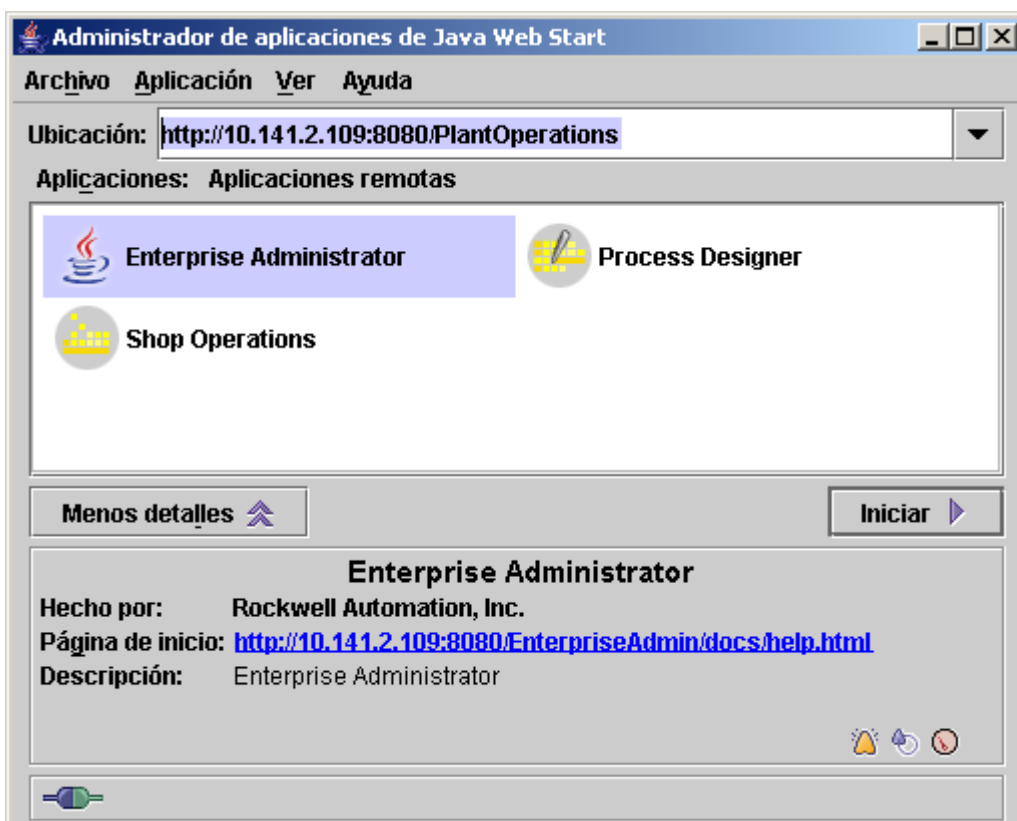 Administrador de aplicaciones de Java Web Start
Archivo Aplicación Ver Ayuda
Ubicación: http://10.141.2.109:8080/PlantOperations
Aplicaciones: Aplicaciones remotas
Enterprise Administrator Process Designer
Shop Operations
Menos detalles Iniciar
Enterprise Administrator
Hecho por: Rockwell Automation, Inc.
Página de inicio: http://10.141.2.109:8080/EnterpriseAdmin/docs/help.html
Descripción: Enterprise Administrator